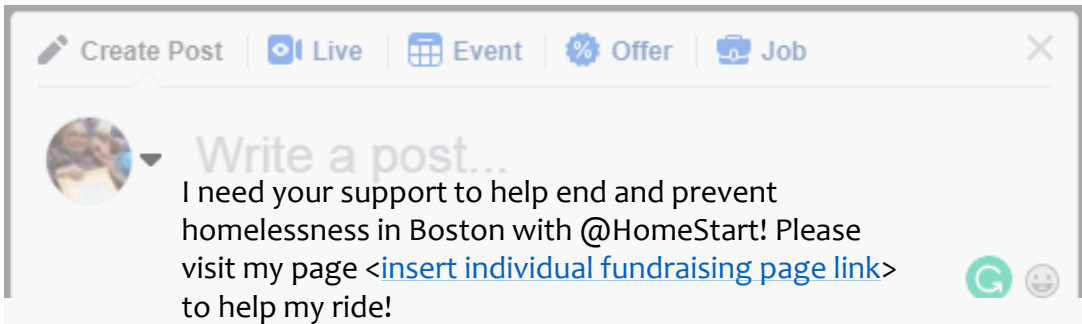 Create Post Live Event Offer Job
Write a post...
I need your support to help end and prevent
homelessness in Boston with @HomeStart! Please
visit my page <insert individual fundraising page link>
to help my ride!